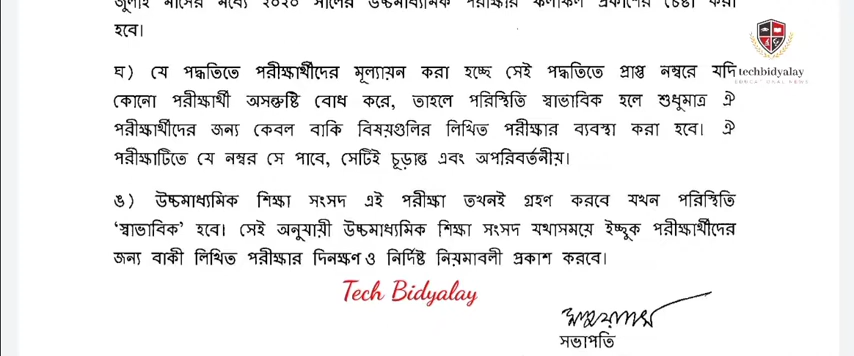 জুলাই মাসের মধ্যে ২০২০ সালের উচ্চমাধ্যমিক পরীক্ষার ফলাফল প্রকাশের চেষ্টা করা
হবে।
ঘ) যে পদ্ধতিতে পরীক্ষার্থীদের মূল্যায়ন করা হচ্ছে সেই পদ্ধতিতে প্রাপ্ত নম্বরে যদি
techbidyalay
EDUCATIONAL NEWS
কোনো পরীক্ষার্থী অসন্তুষ্টি বোধ করে, তাহলে পরিস্থিতি স্বাভাবিক হলে শুধুমাত্র ঐ
পরীক্ষার্থীদের জন্য কেবল বাকি বিষয়গুলির লিখিত পরীক্ষার ব্যবস্থা করা হবে। ঐ
পরীক্ষাটিতে যে নম্বর সে পাবে, সেটিই চূড়ান্ত এবং অপরিবর্তনীয়।
ঙ) উচ্চমাধ্যমিক শিক্ষা সংসদ এই পরীক্ষা তখনই গ্রহণ করবে যখন পরিস্থিতি
‘স্বাভাবিক’ হবে। সেই অনুযায়ী উচ্চমাধ্যমিক শিক্ষা সংসদ যথাসময়ে ইচ্ছুক পরীক্ষার্থীদের
জন্য বাকী লিখিত পরীক্ষার দিনক্ষণ ও নির্দিষ্ট নিয়মাবলী প্রকাশ করবে।
Tech Bidyalay
সভাপতি